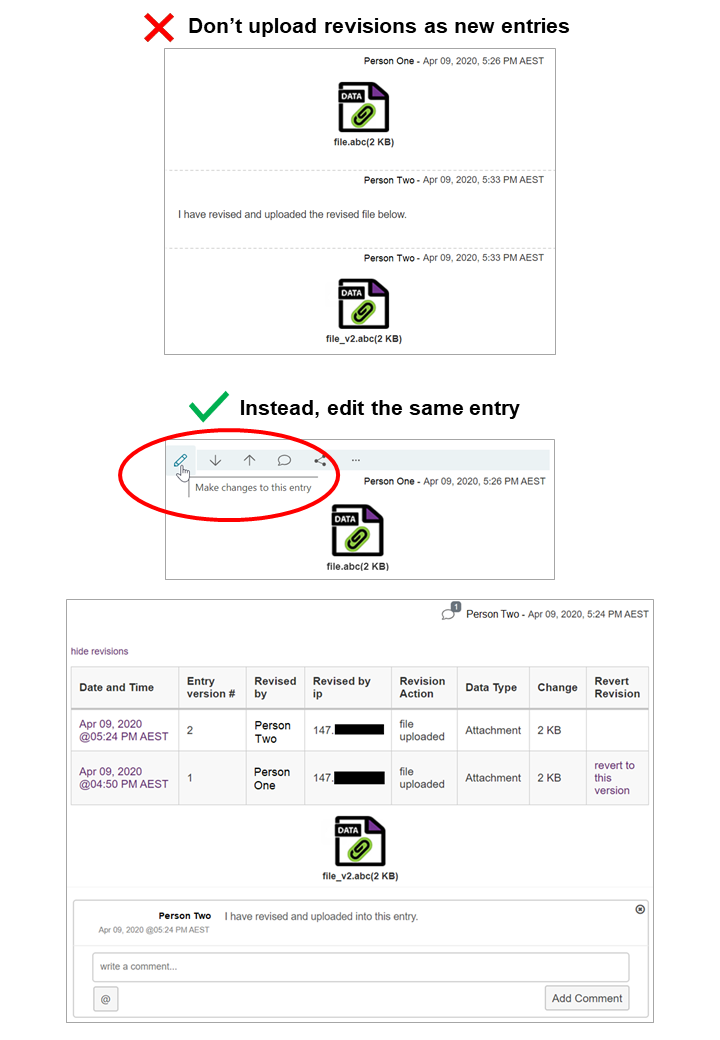 Don’t upload revisions as new entries
Person One - Apr 09, 2020, 5:26 PM AEST
DATA
file.abc(2 KB)
Person Two - Apr 09, 2020, 5:33 PM AEST
I have revised and uploaded the revised file below.
Person Two - Apr 09, 2020, 5:33 PM AEST
DATA
file_v2.abc(2 KB)
Instead, edit the same entry
Make changes to this entry
Person One - Apr 09, 2020, 5:26 PM AEST
DATA
file.abc(2 KB)
1
Person Two - Apr 09, 2020, 5:24 PM AEST
hide revisions
Date and Time
Entry
version #
Revised
by
Revised by
ip
Revision
Action
Data Type
Change
Revert
Revision
Apr 09, 2020
@05:24 PM AEST
2
Person
Two
147.
file
uploaded
Attachment
2 KB
Apr 09, 2020
@04:50 PM AEST
1
Person
One
147.
file
uploaded
Attachment
2 KB
revert to
this
version
DATA
file_v2.abc(2 KB)
Person Two
I have revised and uploaded into this entry.
Apr 09, 2020 @05:24 PM AEST
write a comment...
@
Add Comment